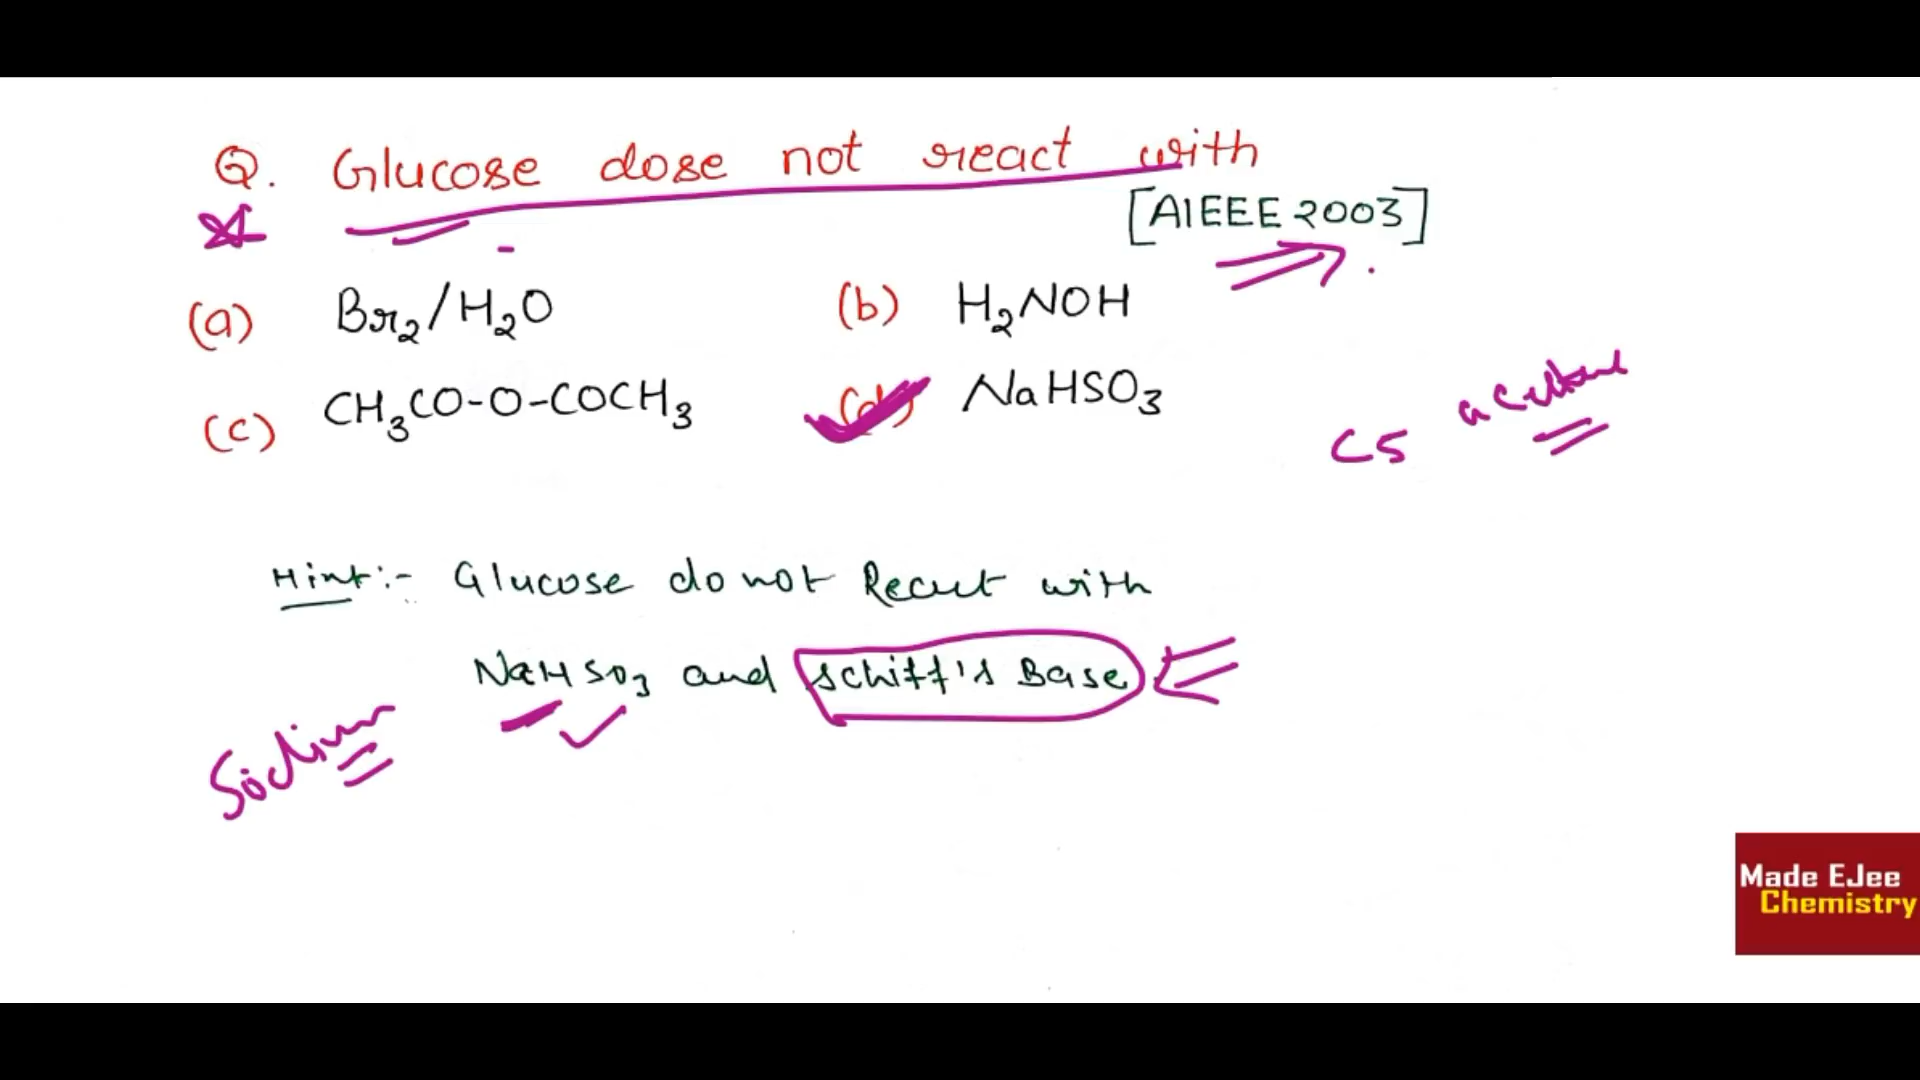 Q. Glucose dose not react with
[AIEEE 2003]
(a) Br₂/H₂O (b) H₂NOH
(c) CH₃CO-O-COCH₃ (d) NaHSO₃
C5
Hint:- Glucose do not React with
NaHSO₃ and schiff's Base
Sodium
Made EJee
Chemistry